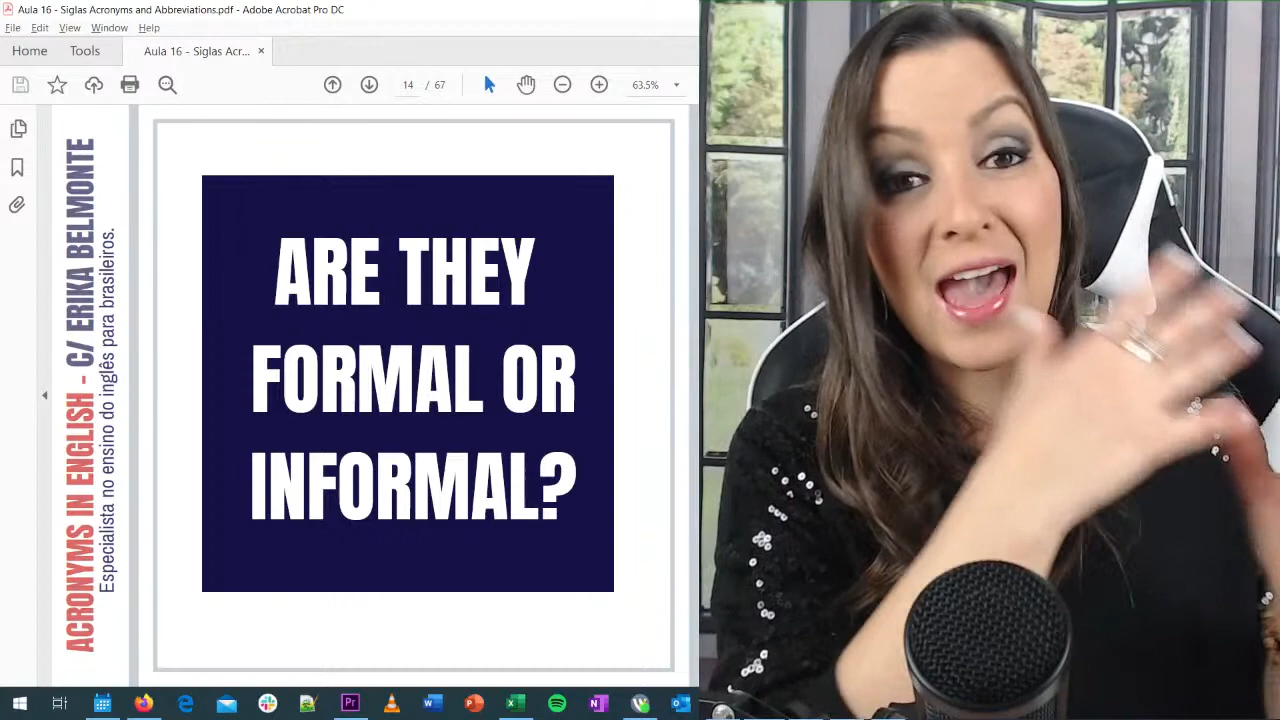 Aula 16 - Siglas Acronyms and Abbreviations.pdf - Adobe Acrobat Pro DC
File Edit View Window Help
Home Tools Aula 16 - Siglas Acr... ×
14 / 67 63.5%
ACRONYMS IN ENGLISH - C/ ERIKA BELMONTE
Especialista no ensino do inglês para brasileiros.
ARE THEY
FORMAL OR
INFORMAL?